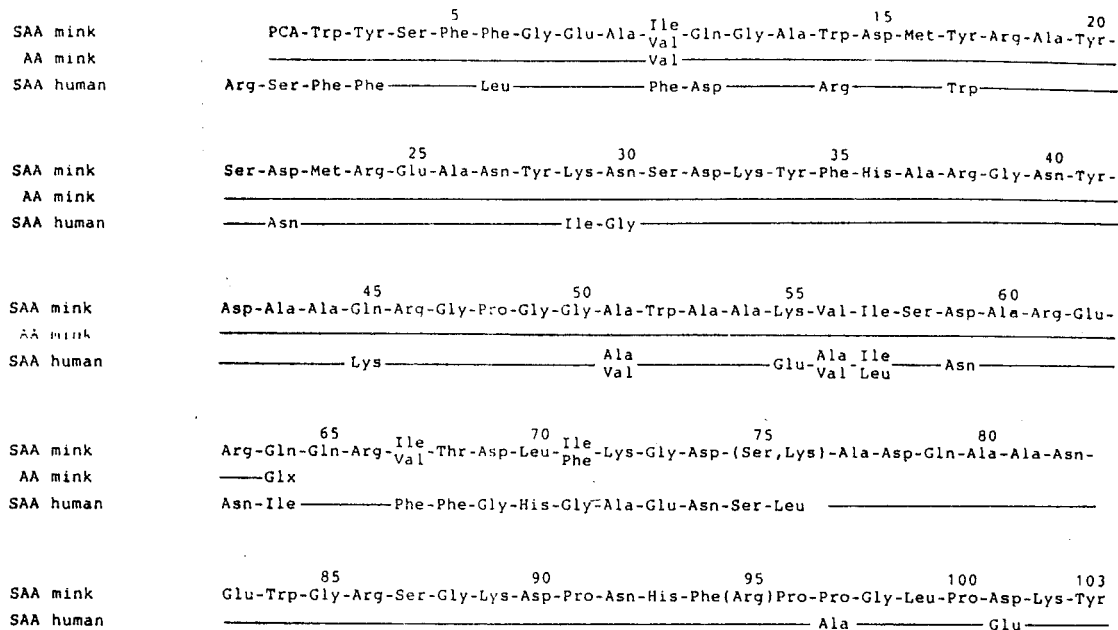 5 15 20
SAA mink PCA-Trp-Tyr-Ser-Phe-Phe-Gly-Glu-Ala-Ile/Val-Gln-Gly-Ala-Trp-Asp-Met-Tyr-Arg-Ala-Tyr-
AA mink Val
SAA human Arg-Ser-Phe-Phe Leu Phe-Asp Arg Trp
25 30 35 40
SAA mink Ser-Asp-Met-Arg-Glu-Ala-Asn-Tyr-Lys-Asn-Ser-Asp-Lys-Tyr-Phe-His-Ala-Arg-Gly-Asn-Tyr-
AA mink
SAA human Asn Ile-Gly
45 50 55 60
SAA mink Asp-Ala-Ala-Gln-Arg-Gly-Pro-Gly-Gly-Ala-Trp-Ala-Ala-Lys-Val-Ile-Ser-Asp-Ala-Arg-Glu-
AA mink
SAA human Lys Ala/Val Glu-Ala/Val-Ile/Leu Asn
65 70 75 80
SAA mink Arg-Gln-Gln-Arg-Ile/Val-Thr-Asp-Leu-Ile/Phe-Lys-Gly-Asp-(Ser,Lys)-Ala-Asp-Gln-Ala-Ala-Asn-
AA mink Glx
SAA human Asn-Ile Phe-Phe-Gly-His-Gly-Ala-Glu-Asn-Ser-Leu
85 90 95 100 103
SAA mink Glu-Trp-Gly-Arg-Ser-Gly-Lys-Asp-Pro-Asn-His-Phe(Arg)Pro-Pro-Gly-Leu-Pro-Asp-Lys-Tyr
SAA human Ala Glu